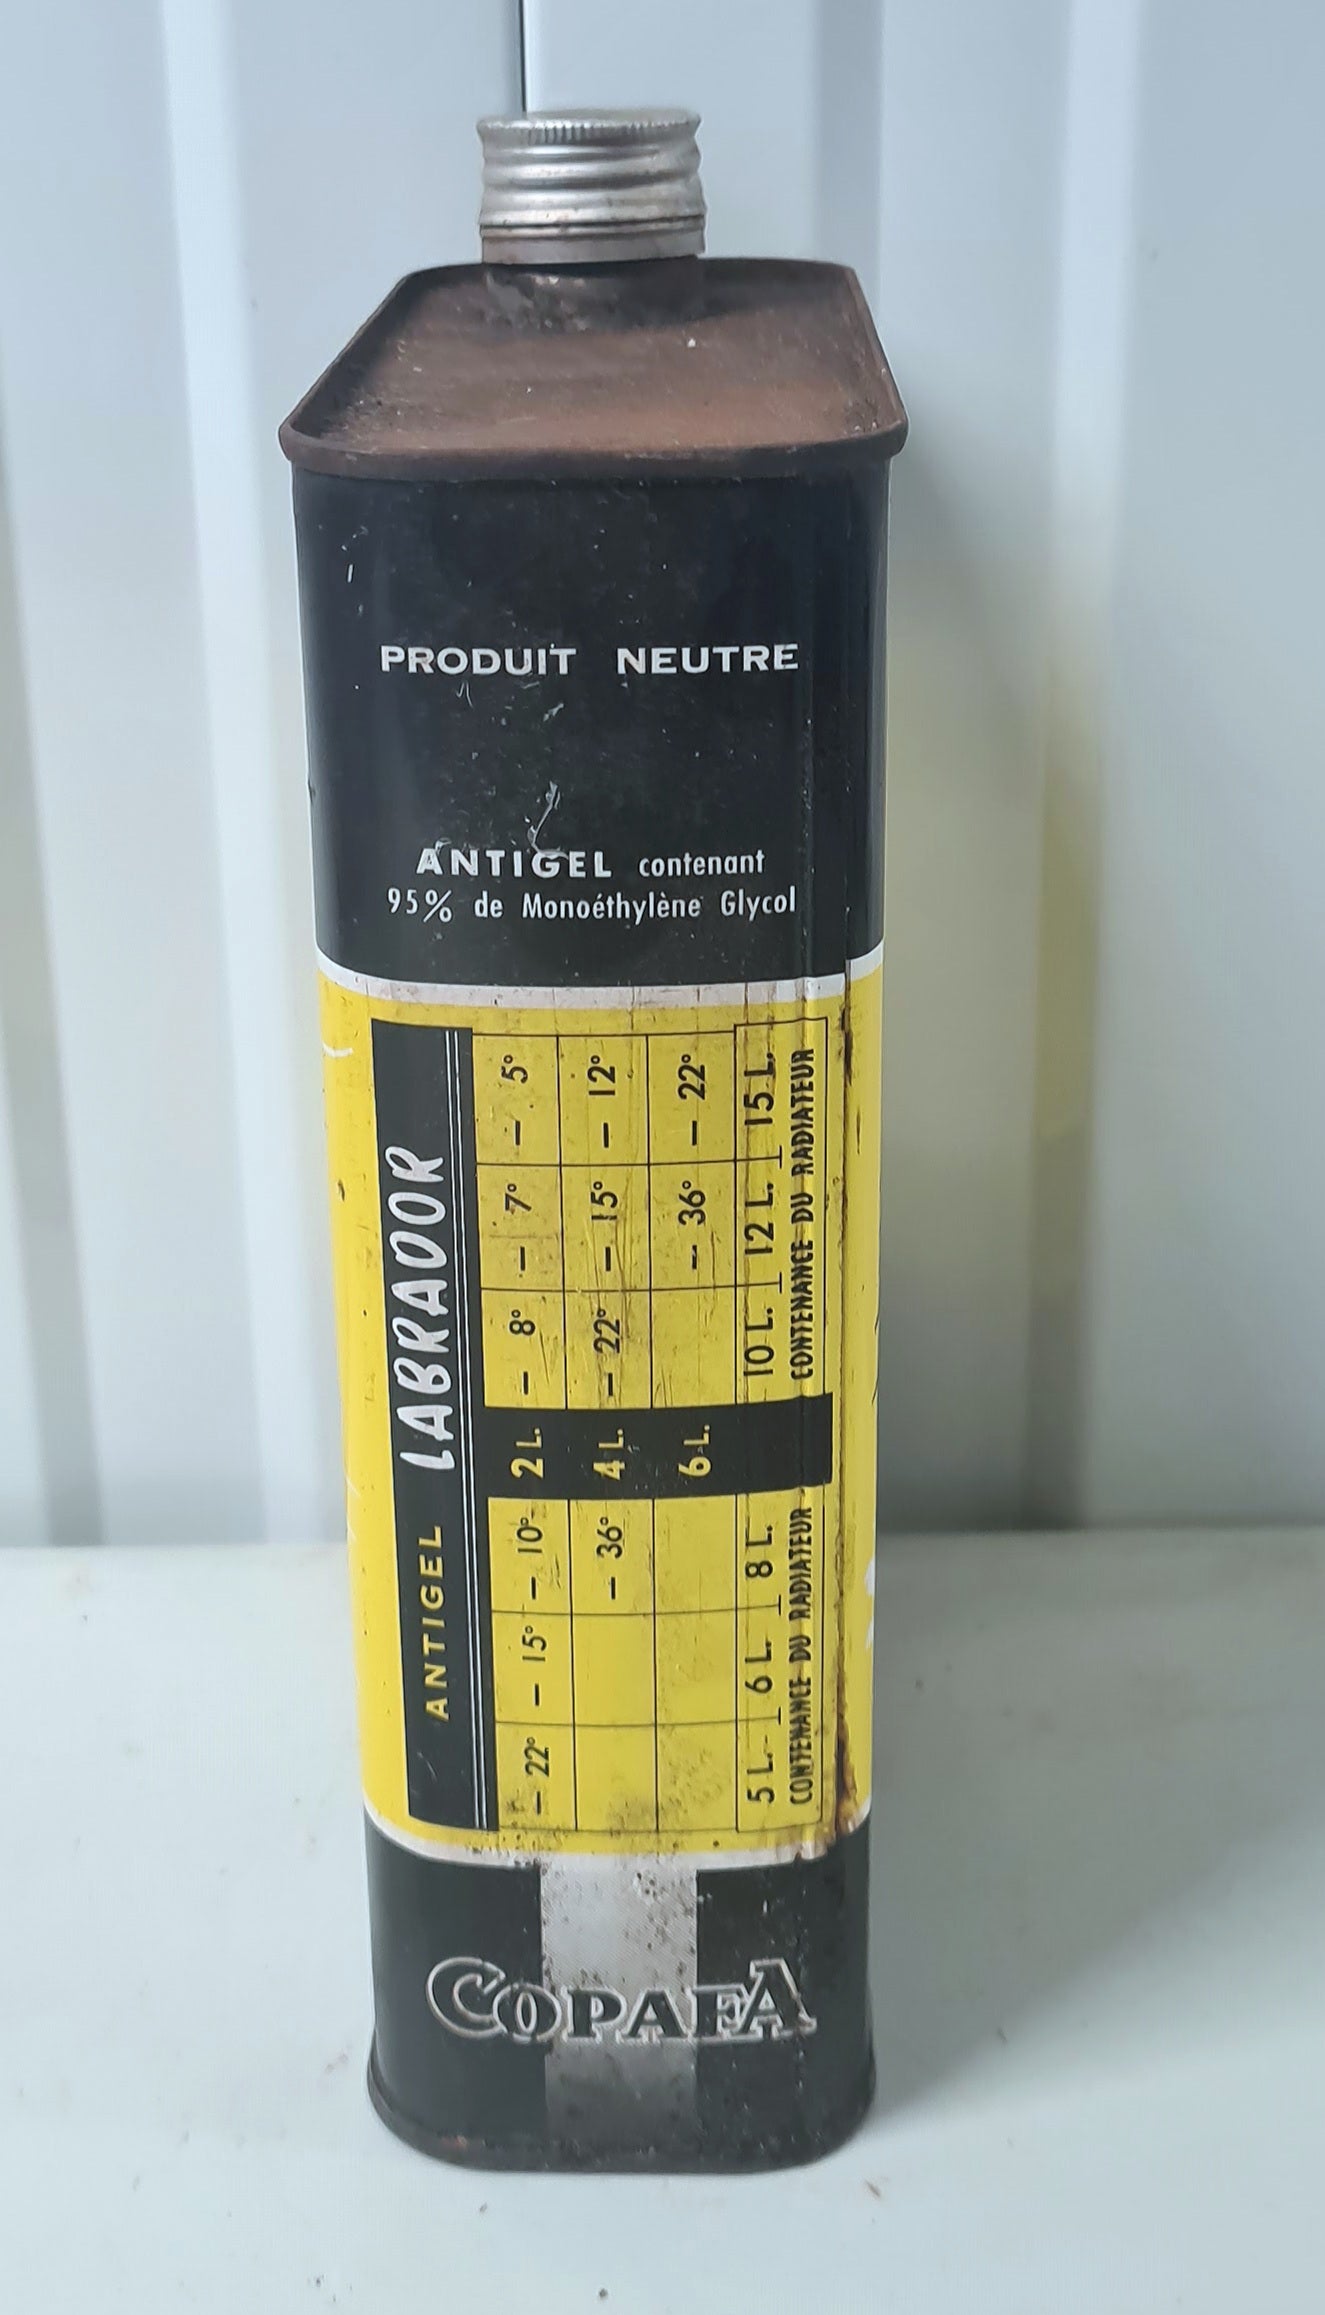 PRODUIT NEUTRE
ANTIGEL contenant
95% de Monoéthylène Glycol
ANTIGEL LABRADOR
– 22° – 15° – 10° 2 L. – 8° – 7° – 5°
– 36° 4 L. – 22° – 15° – 12°
6 L. – 36° – 22°
5 L. 6 L. 8 L. 10 L. 12 L. 15 L.
CONTENANCE DU RADIATEUR CONTENANCE DU RADIATEUR
COPAFA